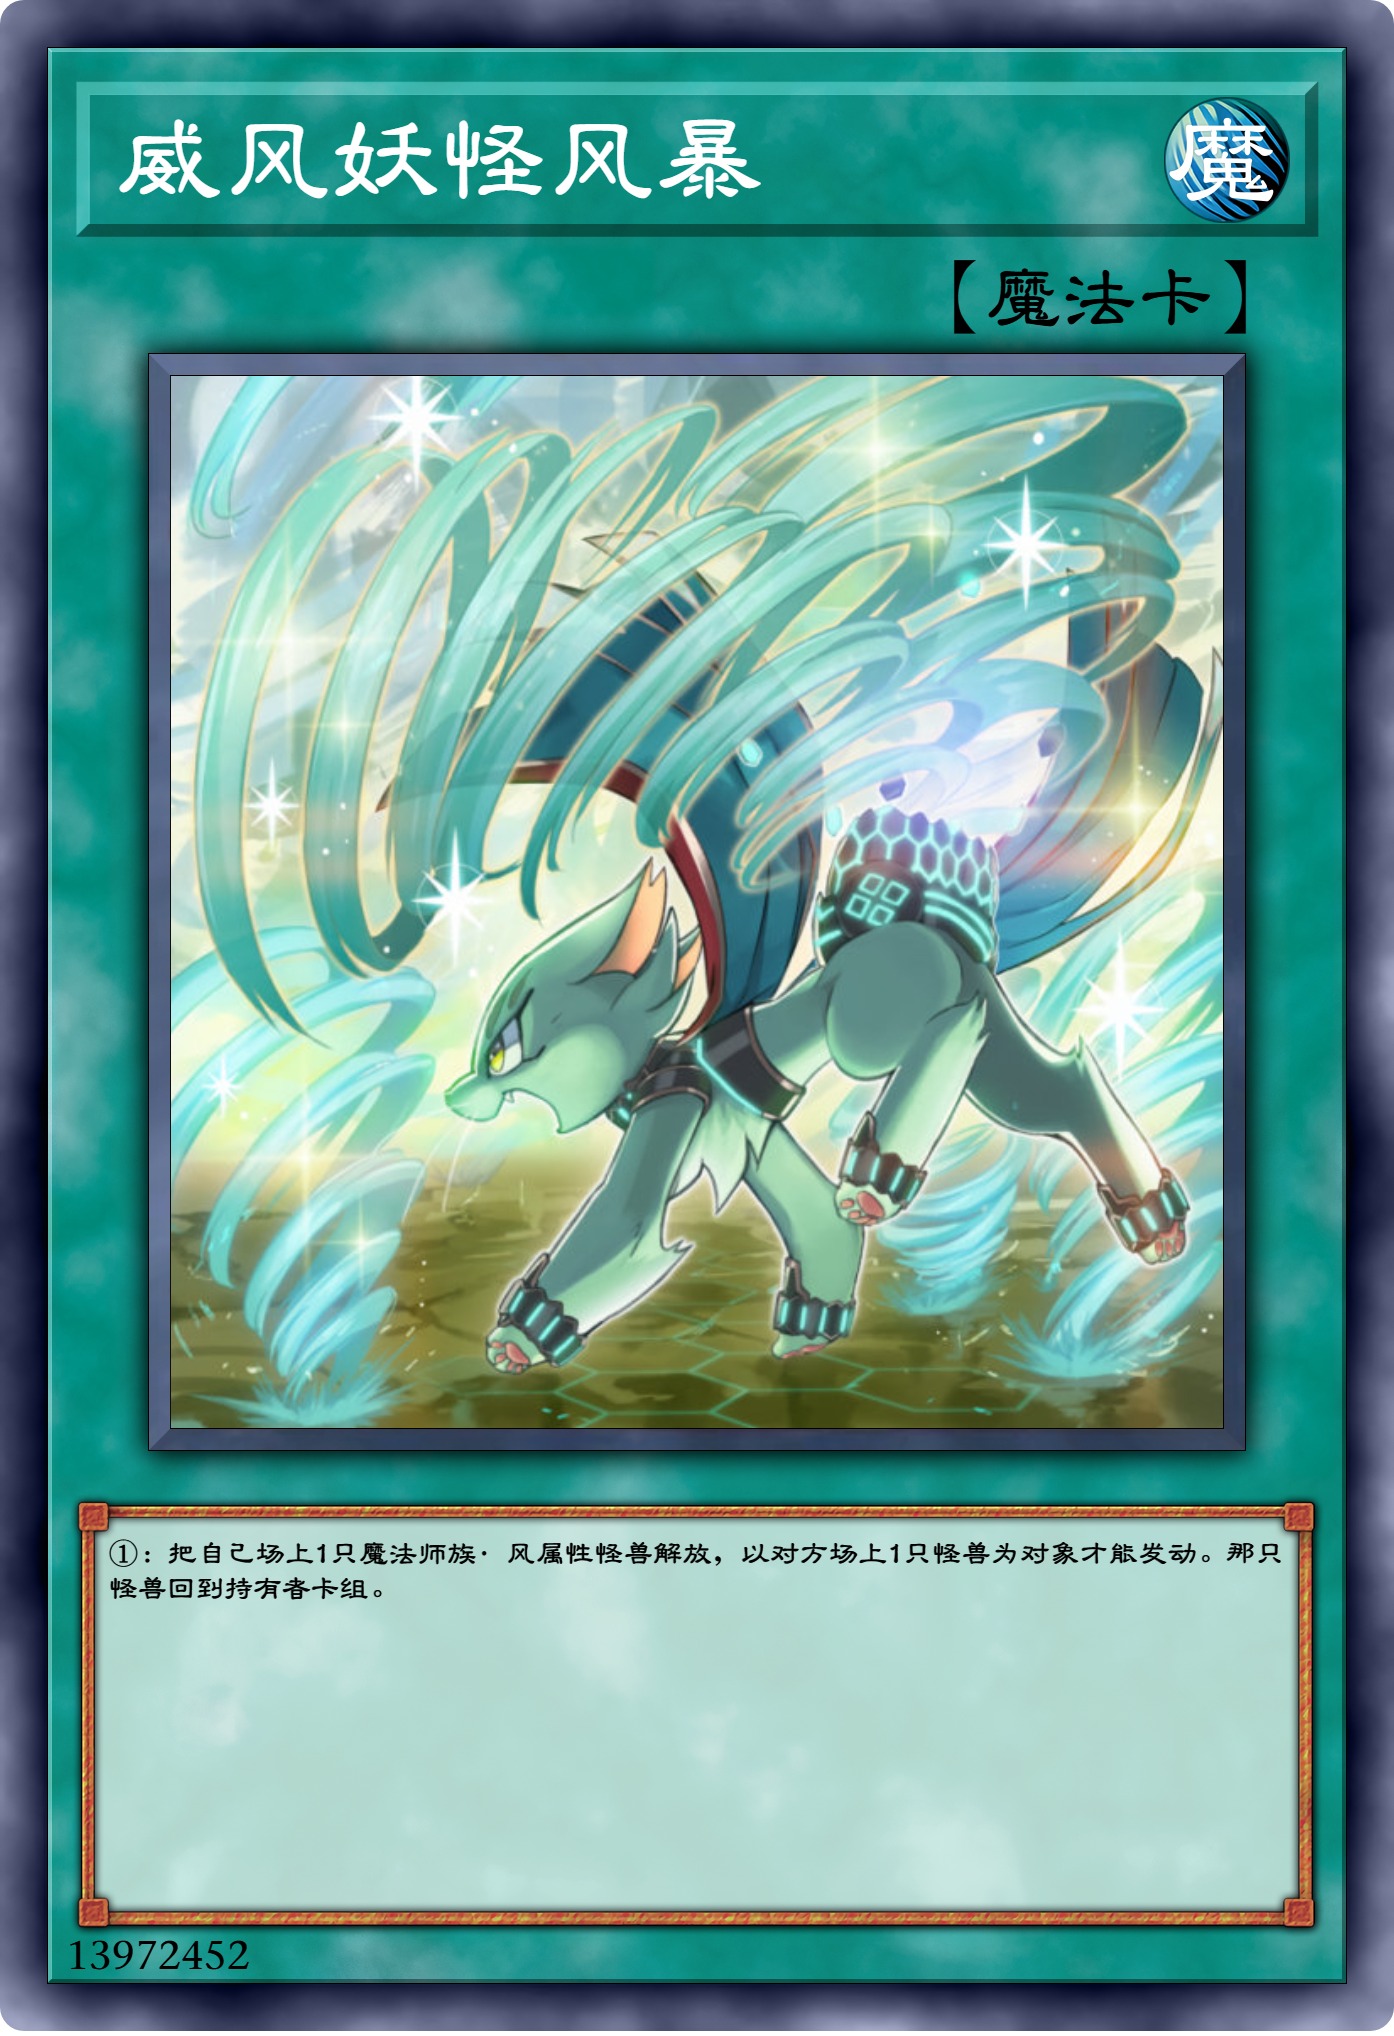 威风妖怪风暴
魔
【魔法卡】
①：把自己场上1只魔法师族·风属性怪兽解放，以对方场上1只怪兽为对象才能发动。那只
怪兽回到持有者卡组。
13972452